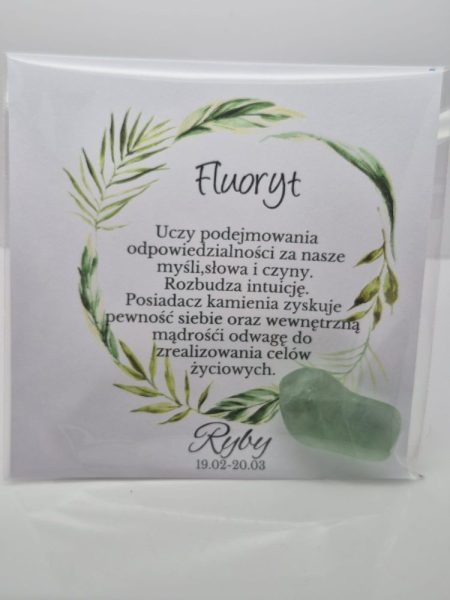 Fluoryt
Uczy podejmowania
odpowiedzialności za nasze
myśli,słowa i czyny.
Rozbudza intuicję.
Posiadacz kamienia zyskuje
pewność siebie oraz wewnętrzną
mądrośći odwagę do
zrealizowania celów
życiowych.
Ryby
19.02-20.03